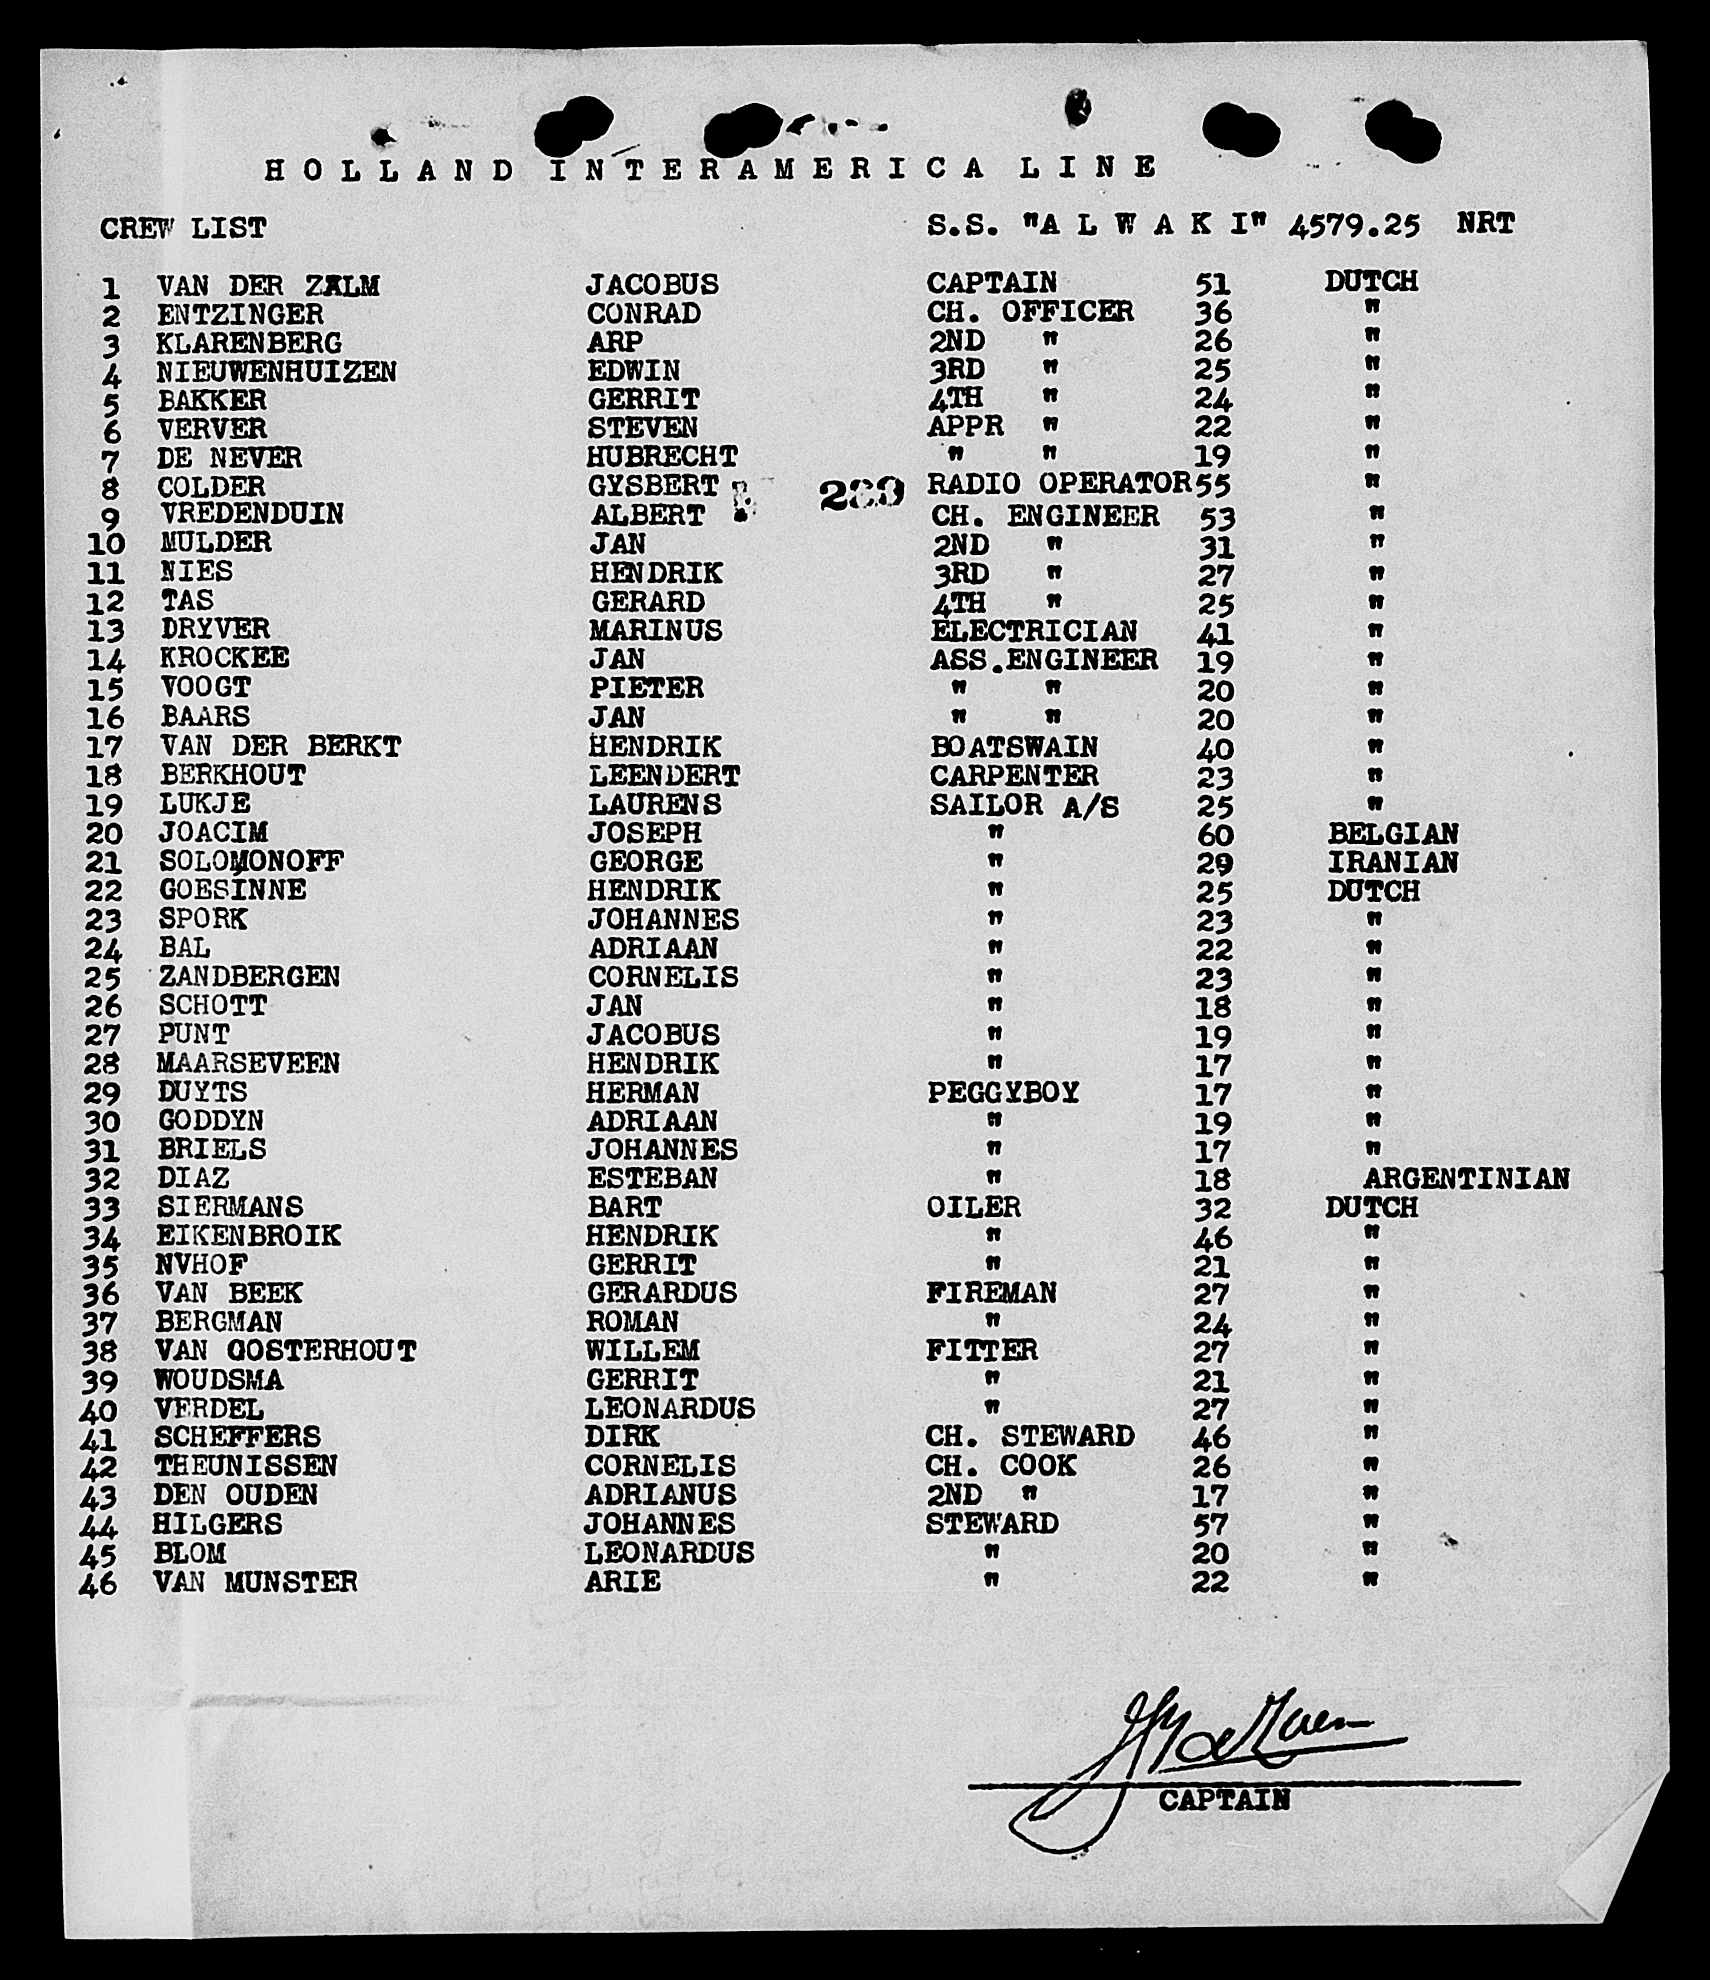 HOLLAND INTERAMERICA LINE
CREW LIST S.S. "ALWAKI" 4579.25 NRT
1 VAN DER ZALM JACOBUS CAPTAIN 51 DUTCH
2 ENTZINGER CONRAD CH. OFFICER 36 "
3 KLARENBERG ARP 2ND " 26 "
4 NIEUWENHUIZEN EDWIN 3RD " 25 "
5 BAKKER GERRIT 4TH " 24 "
6 VERVER STEVEN APPR " 22 "
7 DE NEVER HUBRECHT " " 19 "
8 COLDER GYSBERT RADIO OPERATOR 55 "
9 VREDENDUIN ALBERT CH. ENGINEER 53 "
10 MULDER JAN 2ND " 31 "
11 NIES HENDRIK 3RD " 27 "
12 TAS GERARD 4TH " 25 "
13 DRYVER MARINUS ELECTRICIAN 41 "
14 KROCKEE JAN ASS.ENGINEER 19 "
15 VOOGT PIETER " " 20 "
16 BAARS JAN " " 20 "
17 VAN DER BERKT HENDRIK BOATSWAIN 40 "
18 BERKHOUT LEENDERT CARPENTER 23 "
19 LUKJE LAURENS SAILOR A/S 25 "
20 JOACIM JOSEPH " 60 BELGIAN
21 SOLOMONOFF GEORGE " 29 IRANIAN
22 GOESINNE HENDRIK " 25 DUTCH
23 SPORK JOHANNES " 23 "
24 BAL ADRIAAN " 22 "
25 ZANDBERGEN CORNELIS " 23 "
26 SCHOTT JAN " 18 "
27 PUNT JACOBUS " 19 "
28 MAARSEVEEN HENDRIK " 17 "
29 DUYTS HERMAN PEGGYBOY 17 "
30 GODDYN ADRIAAN " 19 "
31 BRIELS JOHANNES " 17 "
32 DIAZ ESTEBAN " 18 ARGENTINIAN
33 SIERMANS BART OILER 32 DUTCH
34 EIKENBROIK HENDRIK " 46 "
35 NVHOF GERRIT " 21 "
36 VAN BEEK GERARDUS FIREMAN 27 "
37 BERGMAN ROMAN " 24 "
38 VAN OOSTERHOUT WILLEM FITTER 27 "
39 WOUDSMA GERRIT " 21 "
40 VERDEL LEONARDUS " 27 "
41 SCHEFFERS DIRK CH. STEWARD 46 "
42 THEUNISSEN CORNELIS CH. COOK 26 "
43 DEN OUDEN ADRIANUS 2ND " 17 "
44 HILGERS JOHANNES STEWARD 57 "
45 BLOM LEONARDUS " 20 "
46 VAN MUNSTER ARIE " 22 "
CAPTAIN